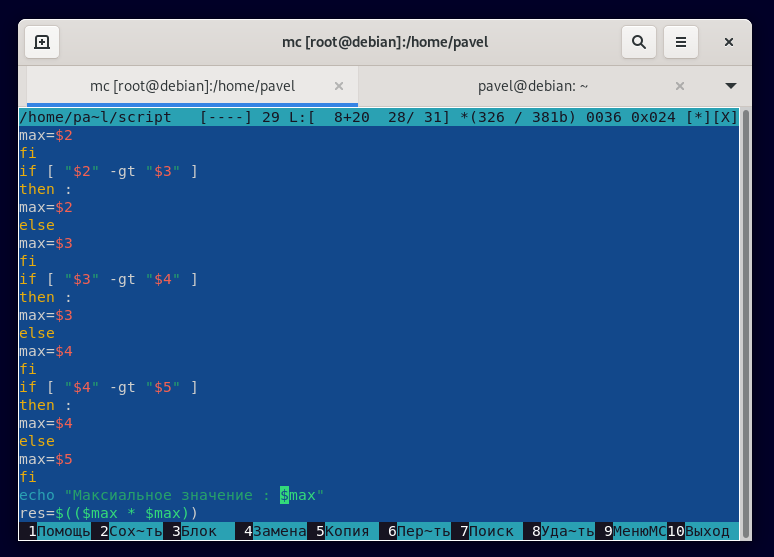 mc [root@debian]:/home/pavel
mc [root@debian]:/home/pavel
pavel@debian: ~
/home/pa~l/script   [----] 29 L:[  8+20  28/ 31] *(326 / 381b) 0036 0x024 [*][X]
max=$2
fi
if [ "$2" -gt "$3" ]
then :
max=$2
else
max=$3
fi
if [ "$3" -gt "$4" ]
then :
max=$3
else
max=$4
fi
if [ "$4" -gt "$5" ]
then :
max=$4
else
max=$5
fi
echo "Максиальное значение : $max"
res=$(($max * $max))
1Помощь 2Сох~ть 3Блок 4Замена 5Копия 6Пер~ть 7Поиск 8Уда~ть 9МенюMC 10Выход